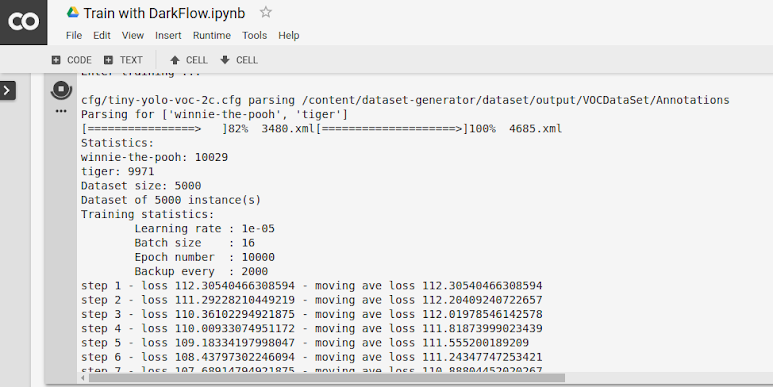 CO Train with DarkFlow.ipynb
File Edit View Insert Runtime Tools Help
CODE TEXT CELL CELL
Enter training ...
cfg/tiny-yolo-voc-2c.cfg parsing /content/dataset-generator/dataset/output/VOCDataSet/Annotations
Parsing for ['winnie-the-pooh', 'tiger']
[================>   ]82%  3480.xml[====================>]100%  4685.xml
Statistics:
winnie-the-pooh: 10029
tiger: 9971
Dataset size: 5000
Dataset of 5000 instance(s)
Training statistics:
Learning rate : 1e-05
Batch size    : 16
Epoch number  : 10000
Backup every  : 2000
step 1 - loss 112.30540466308594 - moving ave loss 112.30540466308594
step 2 - loss 111.29228210449219 - moving ave loss 112.20409240722657
step 3 - loss 110.36102294921875 - moving ave loss 112.01978546142578
step 4 - loss 110.00933074951172 - moving ave loss 111.81873999023439
step 5 - loss 109.18334197998047 - moving ave loss 111.555200189209
step 6 - loss 108.43797302246094 - moving ave loss 111.24347747253421
step 7 - loss 107.68914794921875 - moving ave loss 110.88804452020267